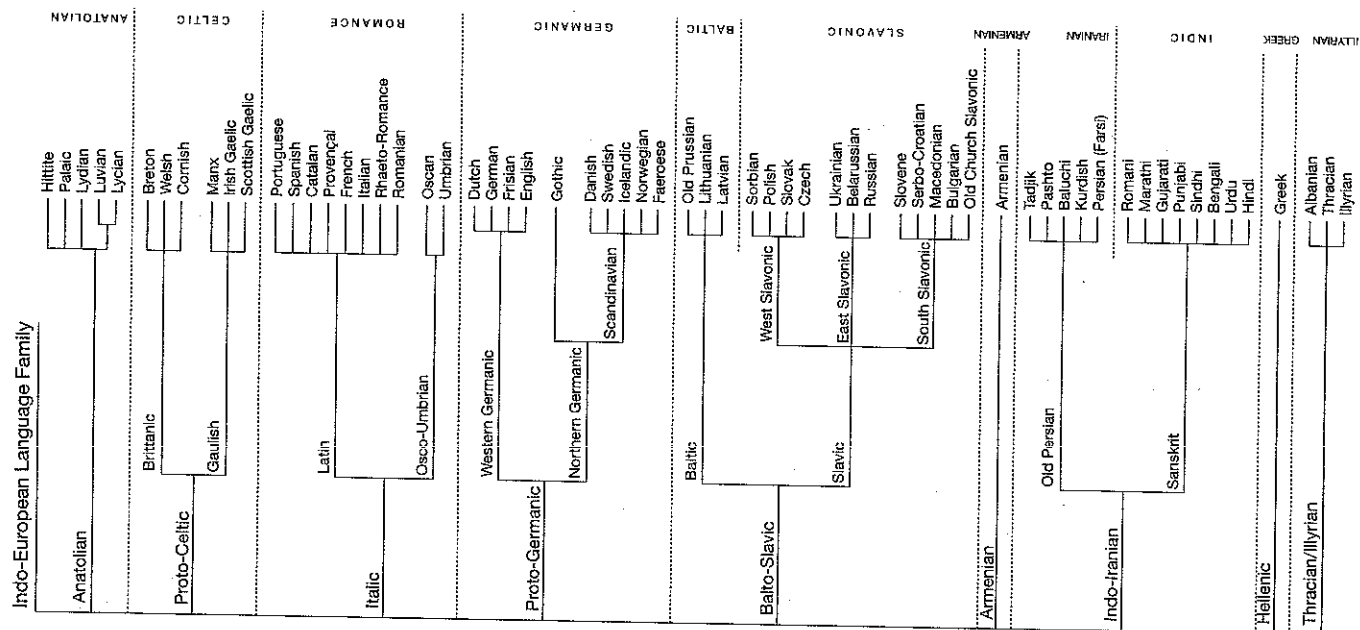 Indo-European Language Family
Anatolian
Hittite
Palaic
Lydian
Luvian
Lycian
ANATOLIAN
Proto-Celtic
Brittanic
Breton
Welsh
Cornish
Gaulish
Manx
Irish Gaelic
Scottish Gaelic
CELTIC
Italic
Latin
Portuguese
Spanish
Catalan
Provençal
French
Italian
Rhaeto-Romance
Romanian
Osco-Umbrian
Oscan
Umbrian
ROMANCE
Proto-Germanic
Western Germanic
Dutch
German
Frisian
English
Northern Germanic
Gothic
Scandinavian
Danish
Swedish
Icelandic
Norwegian
Faerose
GERMANIC
Balto-Slavic
Baltic
Old Prussian
Lithuanian
Latvian
BALTIC
Slavic
West Slavonic
Sorbian
Polish
Slovak
Czech
East Slavonic
Ukrainian
Belarussian
Russian
South Slavonic
Slovene
Serbo-Croatian
Macedonian
Bulgarian
Old Church Slavonic
SLAVONIC
Armenian
Armenian
ARMENIAN
Indo-Iranian
Old Persian
Tadjik
Pashto
Baluchi
Kurdish
Persian (Farsi)
IRANIAN
Sanskrit
Romani
Marathi
Gujarati
Punjabi
Sindhi
Bengali
Urdu
Hindi
INDIC
Hellenic
Greek
GREEK
Thracian/Illyrian
Albanian
Thracian
Illyrian
ILLYRIAN